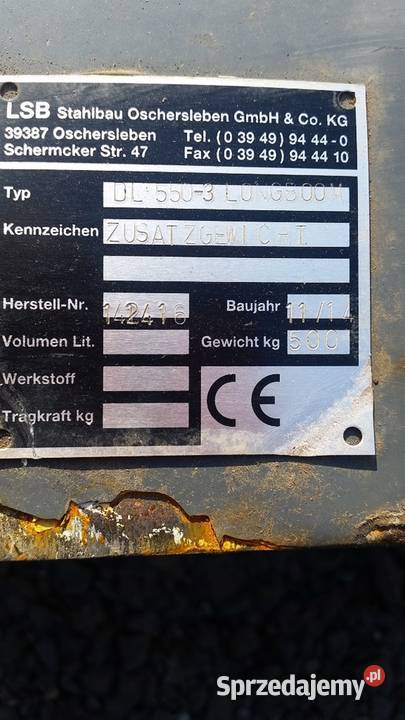 LSB Stahlbau Oschersleben GmbH & Co. KG
39387 Oschersleben Tel. (0 39 49) 94 44 - 0
Schermcker Str. 47 Fax (0 39 49) 94 44 10
Typ DL 550-3 LONG500M
Kennzeichen ZUSATZGEWICHT
Herstell-Nr. 142416 Baujahr 11/14
Volumen Lit. Gewicht kg 500
Werkstoff
Tragkraft kg
CE
Sprzedajemy.pl